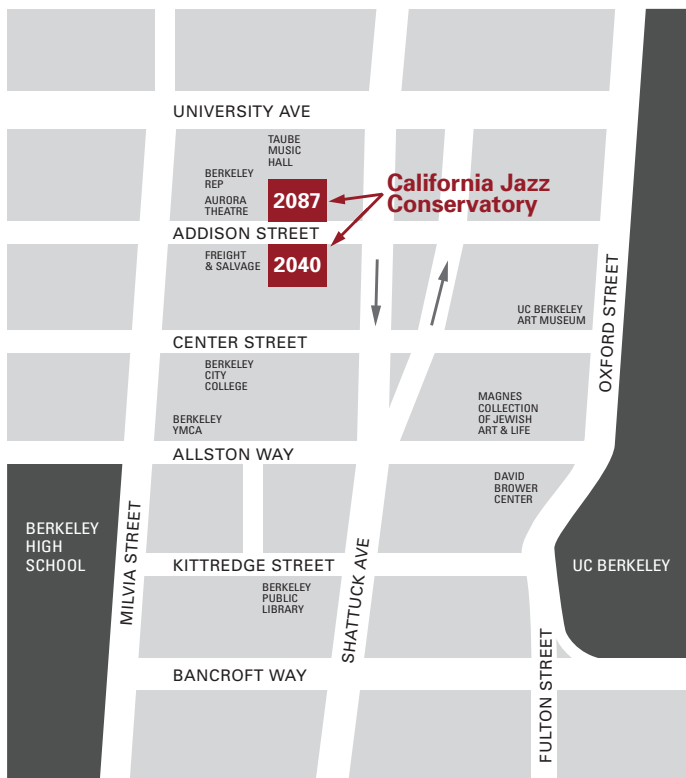 UNIVERSITY AVE
TAUBE
MUSIC
HALL
BERKELEY
REP
AURORA
THEATRE
2087
California Jazz
Conservatory
ADDISON STREET
FREIGHT
& SALVAGE
2040
UC BERKELEY
ART MUSEUM
OXFORD STREET
CENTER STREET
BERKELEY
CITY
COLLEGE
BERKELEY
YMCA
MAGNES
COLLECTION
OF JEWISH
ART & LIFE
ALLSTON WAY
DAVID
BROWER
CENTER
BERKELEY
HIGH
SCHOOL
MILVIA STREET
KITTREDGE STREET
SHATTUCK AVE
UC BERKELEY
BERKELEY
PUBLIC
LIBRARY
FULTON STREET
BANCROFT WAY